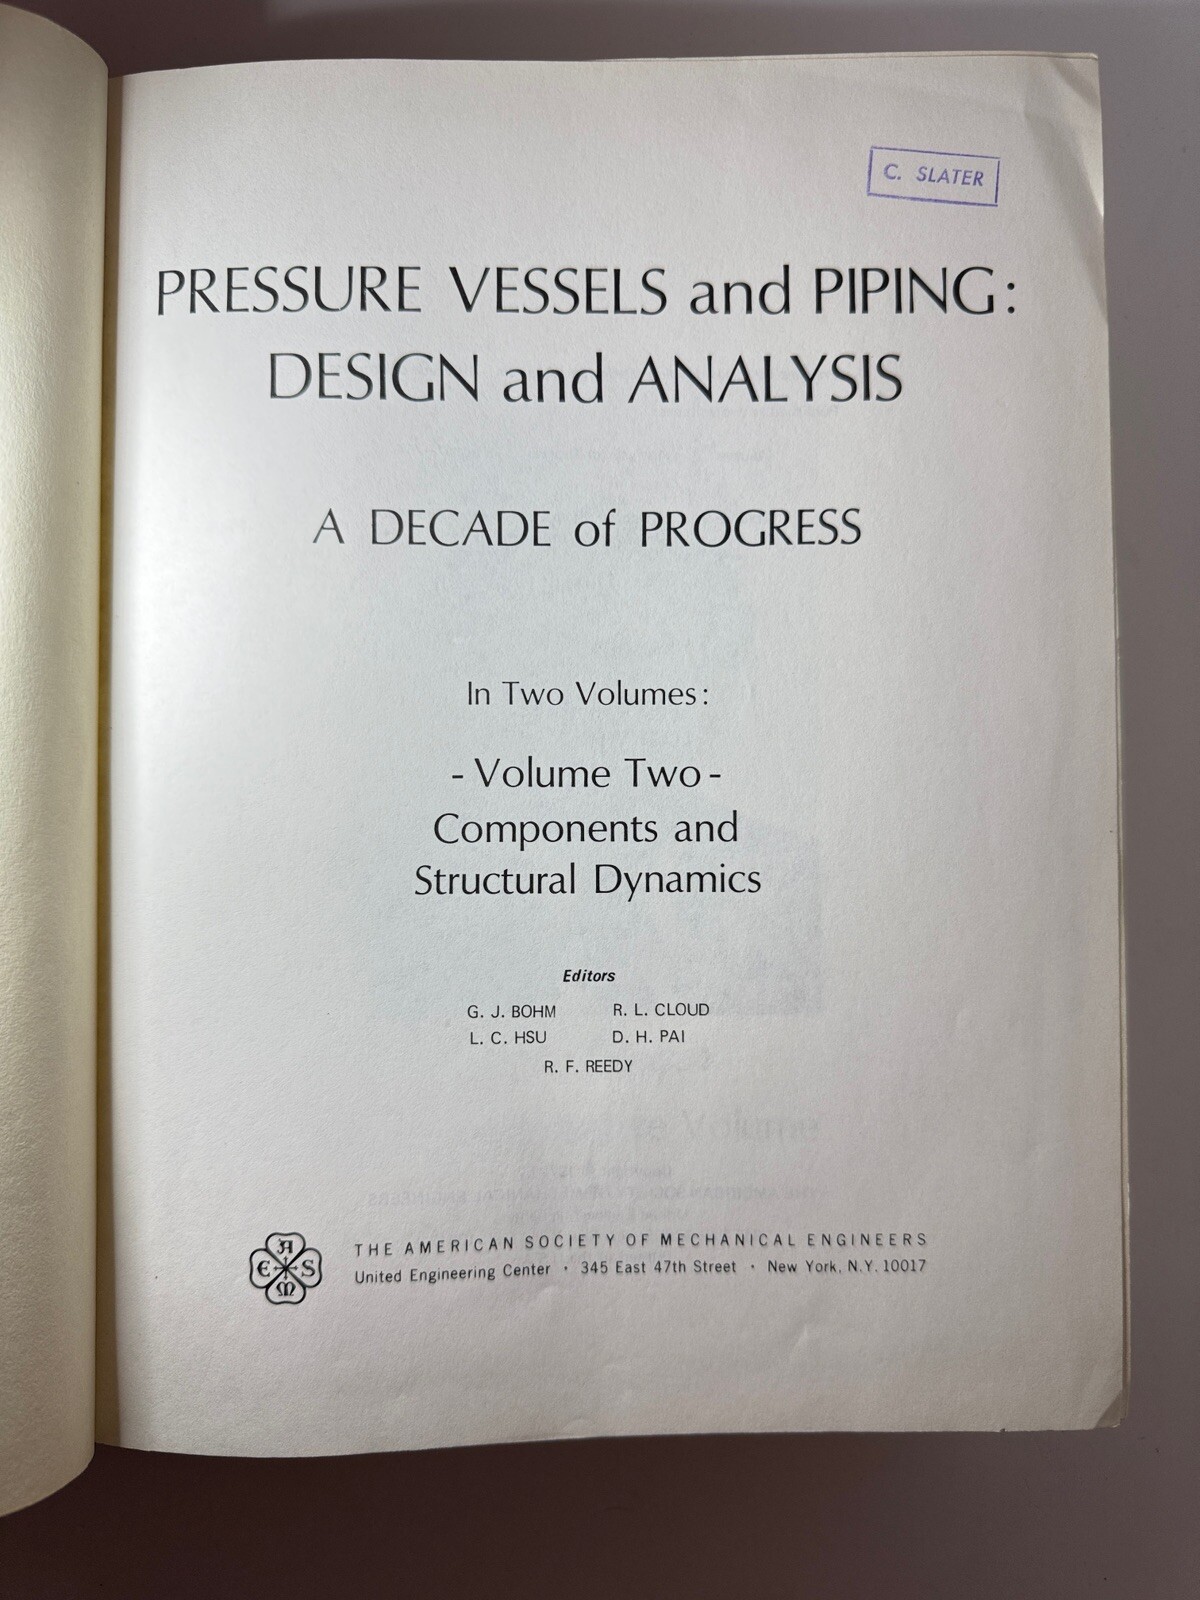 C. SLATER
PRESSURE VESSELS and PIPING:
DESIGN and ANALYSIS
A DECADE of PROGRESS
In Two Volumes:
- Volume Two -
Components and
Structural Dynamics
Editors
G. J. BOHM R. L. CLOUD
L. C. HSU D. H. PAI
R. F. REEDY
A
E S
M
THE AMERICAN SOCIETY OF MECHANICAL ENGINEERS
United Engineering Center · 345 East 47th Street · New York, N.Y. 10017